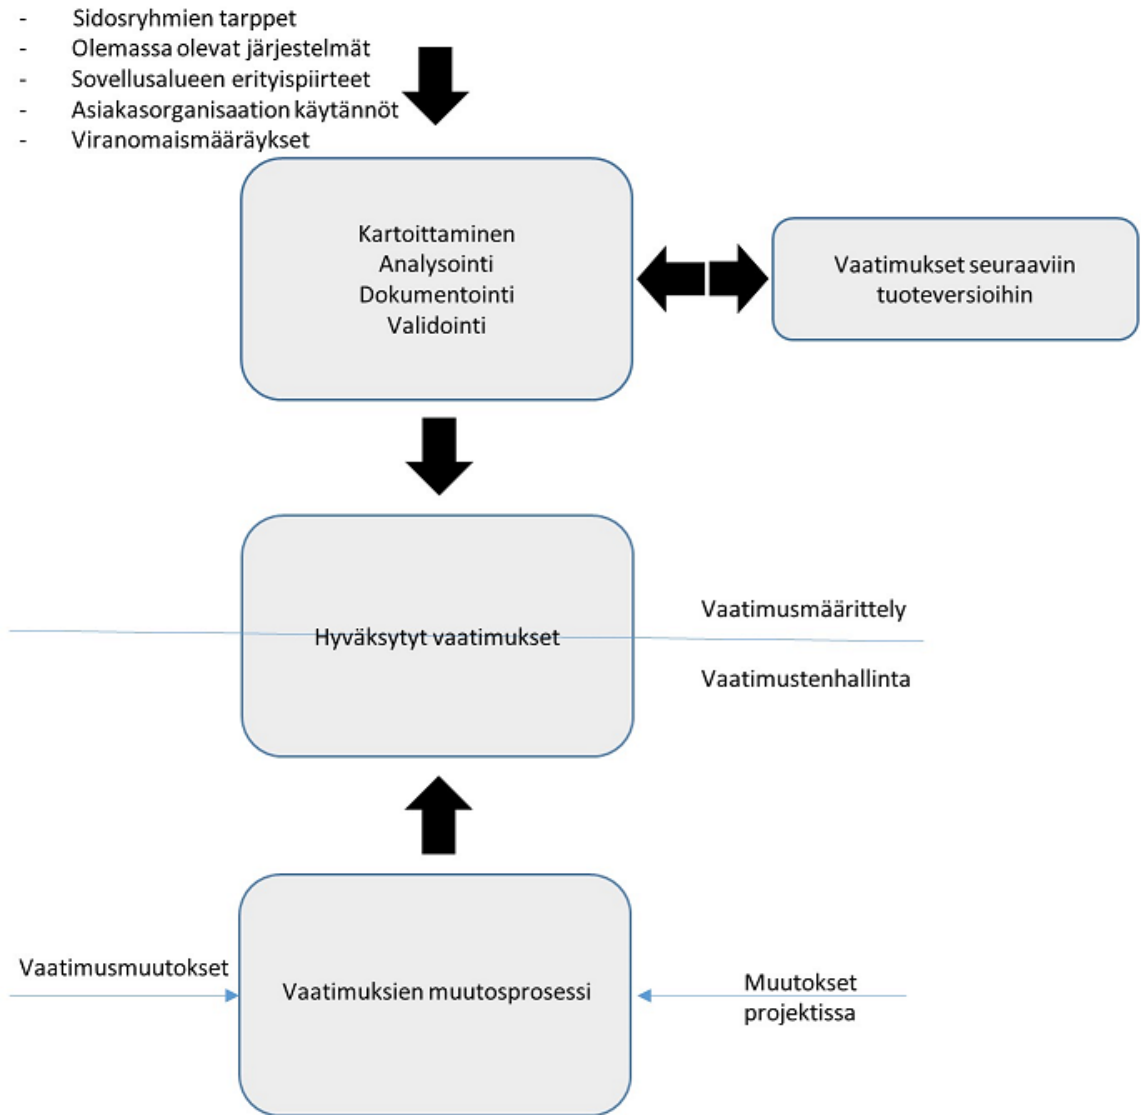 - Sidosryhmien tarppet
- Olemassa olevat järjestelmät
- Sovellusalueen erityispiirteet
- Asiakasorganisaation käytännöt
- Viranomaismääräykset
Kartoittaminen
Analysointi
Dokumentointi
Validointi
Vaatimukset seuraaviin
tuoteversioihin
Hyväksytyt vaatimukset
Vaatimusmäärittely
Vaatimustenhallinta
Vaatimusmuutokset
Vaatimuksien muutosprosessi
Muutokset
projektissa